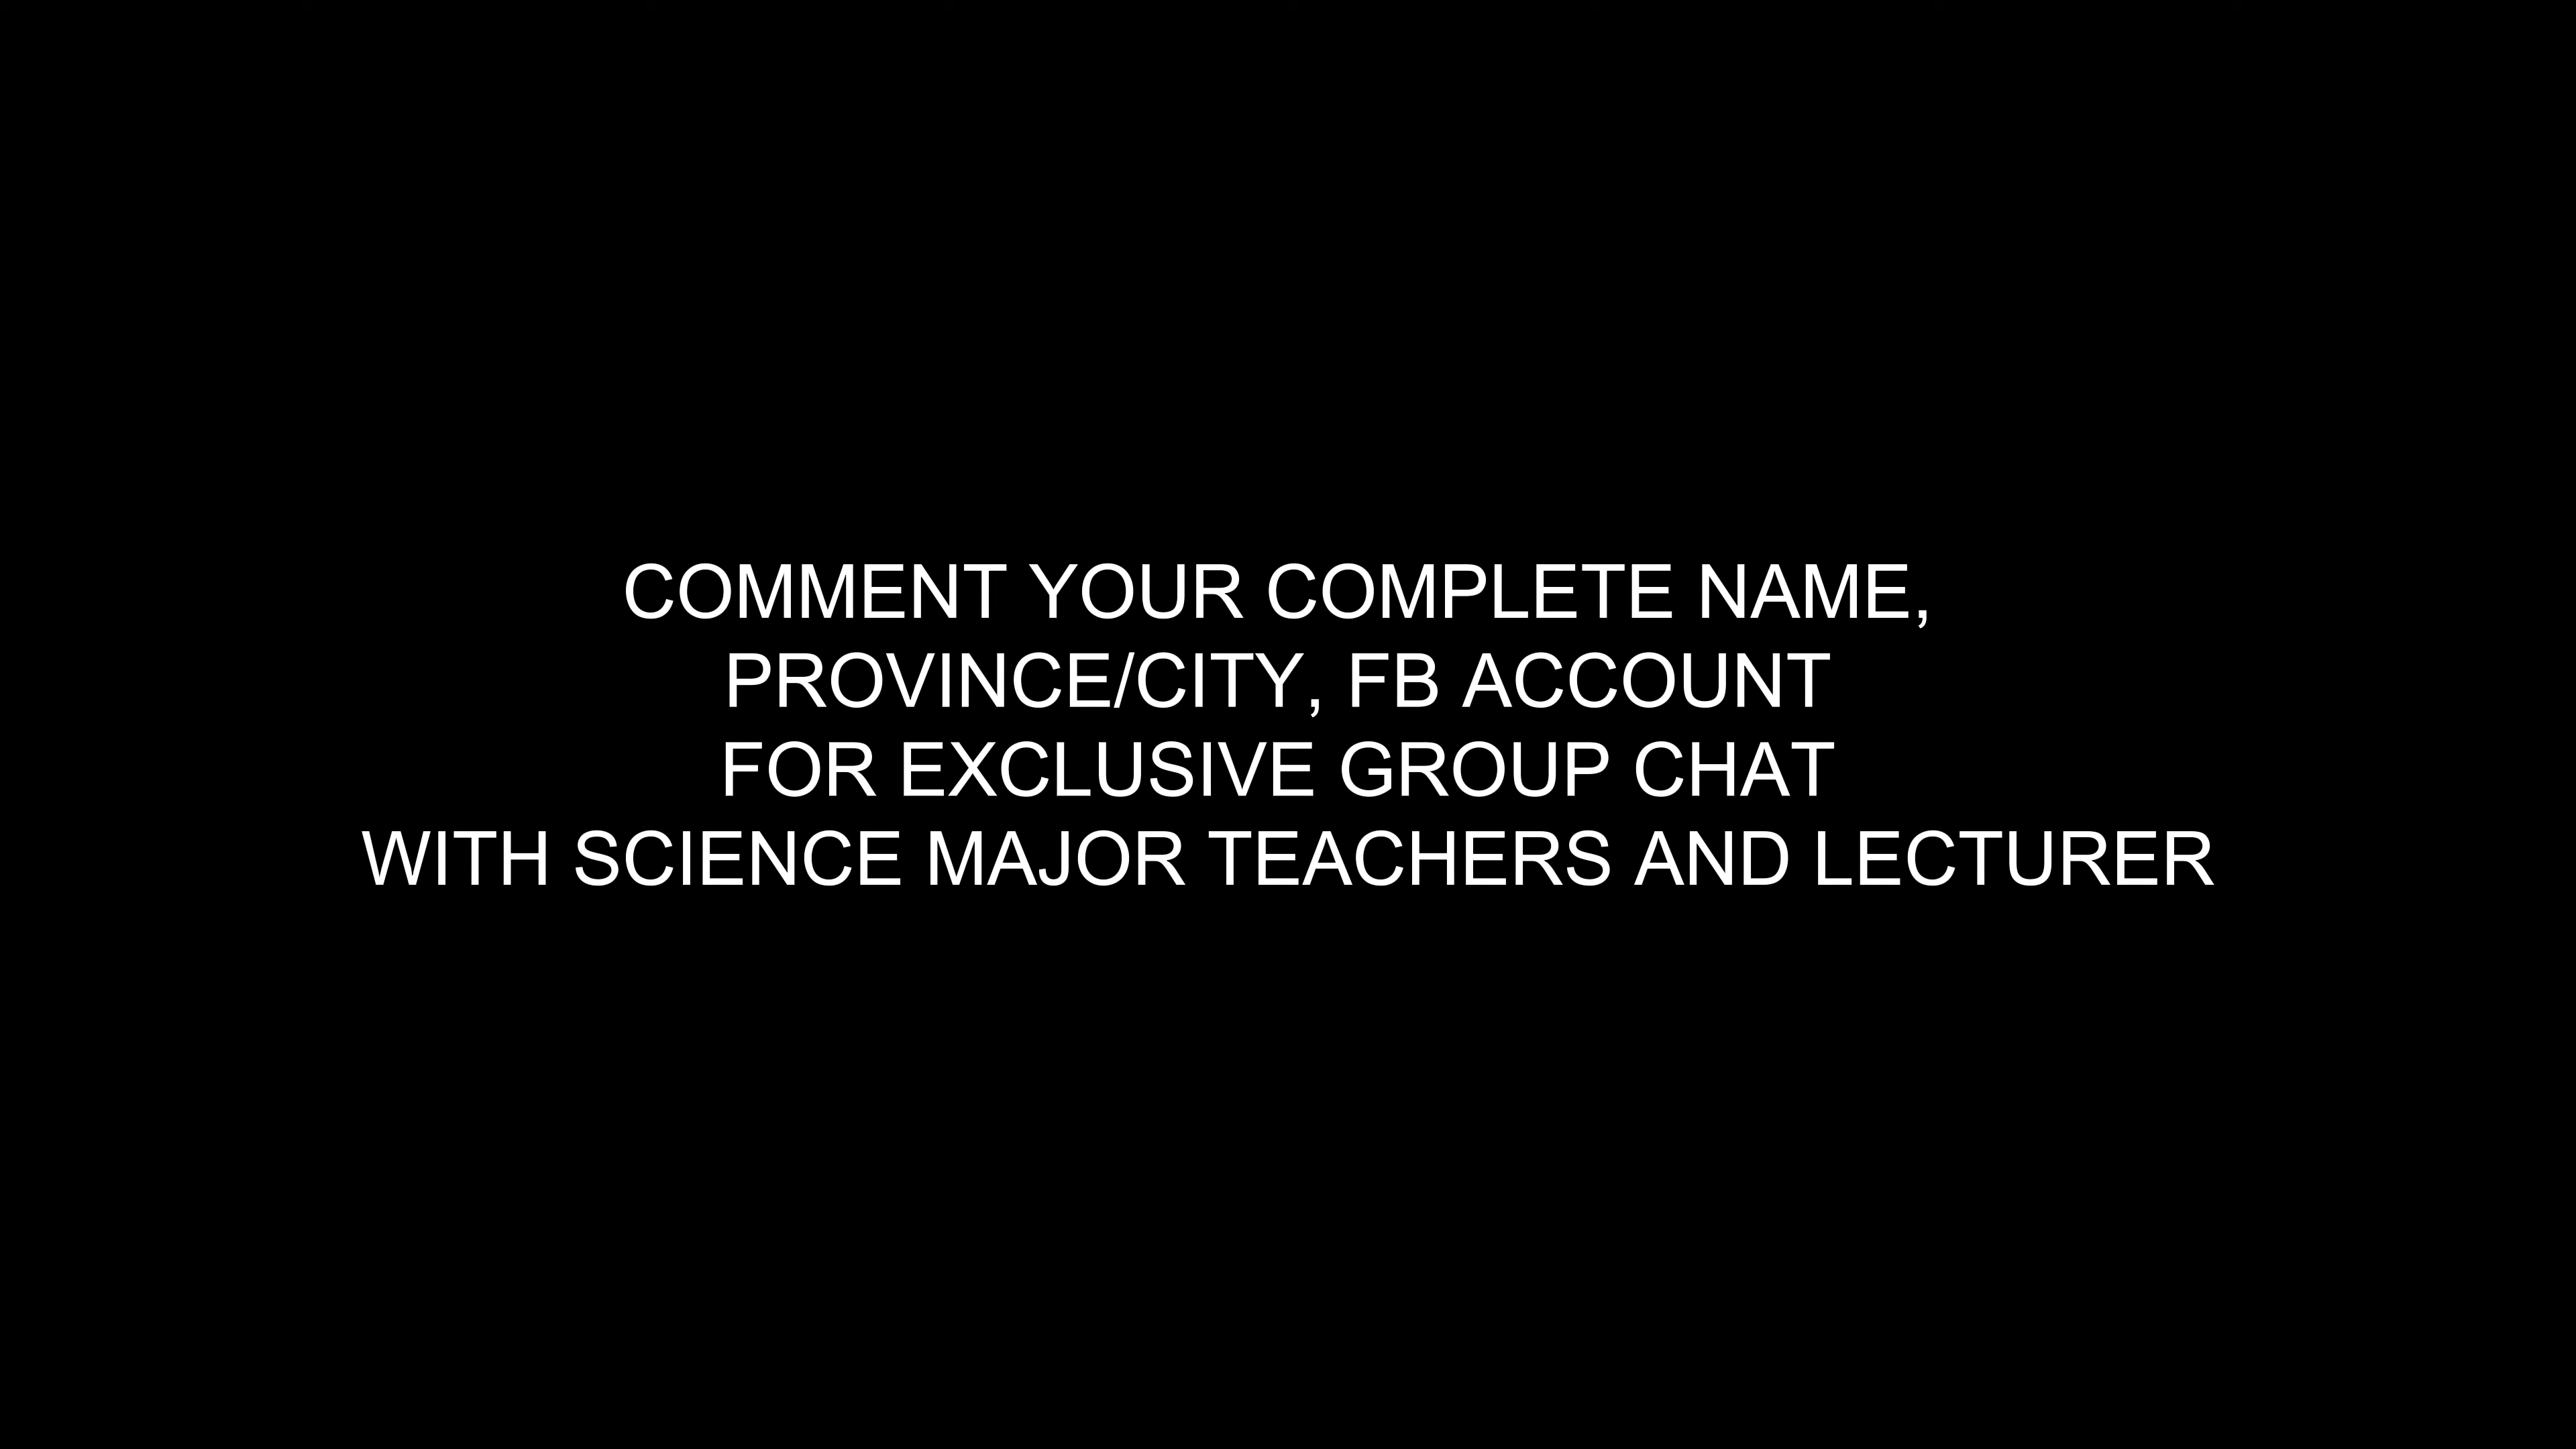 COMMENT YOUR COMPLETE NAME,
PROVINCE/CITY, FB ACCOUNT
FOR EXCLUSIVE GROUP CHAT
WITH SCIENCE MAJOR TEACHERS AND LECTURER